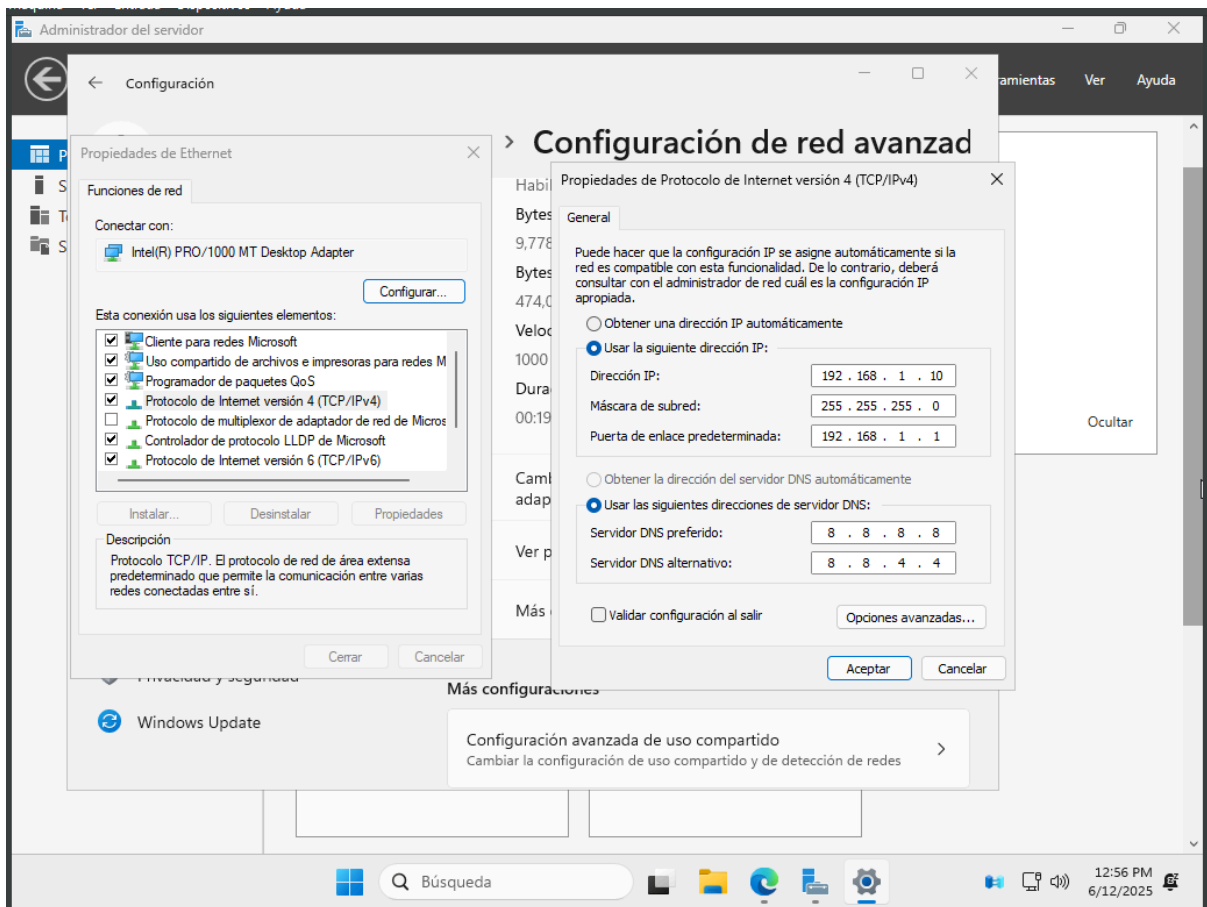 Administrador del servidor
ramientas Ver Ayuda
Configuración
Configuración de red avanzad
Propiedades de Ethernet
Funciones de red
Conectar con:
Intel(R) PRO/1000 MT Desktop Adapter
Configurar...
Esta conexión usa los siguientes elementos:
Cliente para redes Microsoft
Uso compartido de archivos e impresoras para redes M
Programador de paquetes QoS
Protocolo de Internet versión 4 (TCP/IPv4)
Protocolo de multiplexor de adaptador de red de Micros
Controlador de protocolo LLDP de Microsoft
Protocolo de Internet versión 6 (TCP/IPv6)
Instalar... Desinstalar Propiedades
Descripción
Protocolo TCP/IP. El protocolo de red de área extensa
predeterminado que permite la comunicación entre varias
redes conectadas entre sí.
Cerrar Cancelar
Habil
Bytes
9,778
Bytes
474,0
Veloc
1000
Dura
00:19
Caml
adap
Ver p
Más
Propiedades de Protocolo de Internet versión 4 (TCP/IPv4)
General
Puede hacer que la configuración IP se asigne automáticamente si la
red es compatible con esta funcionalidad. De lo contrario, deberá
consultar con el administrador de red cuál es la configuración IP
apropiada.
Obtener una dirección IP automáticamente
Usar la siguiente dirección IP:
Dirección IP: 192 . 168 . 1 . 10
Máscara de subred: 255 . 255 . 255 . 0
Puerta de enlace predeterminada: 192 . 168 . 1 . 1
Obtener la dirección del servidor DNS automáticamente
Usar las siguientes direcciones de servidor DNS:
Servidor DNS preferido: 8 . 8 . 8 . 8
Servidor DNS alternativo: 8 . 8 . 4 . 4
Validar configuración al salir
Opciones avanzadas...
Aceptar Cancelar
Ocultar
Privacidad y seguridad
Windows Update
Más configuraciones
Configuración avanzada de uso compartido
Cambiar la configuración de uso compartido y de detección de redes
Búsqueda
12:56 PM
6/12/2025